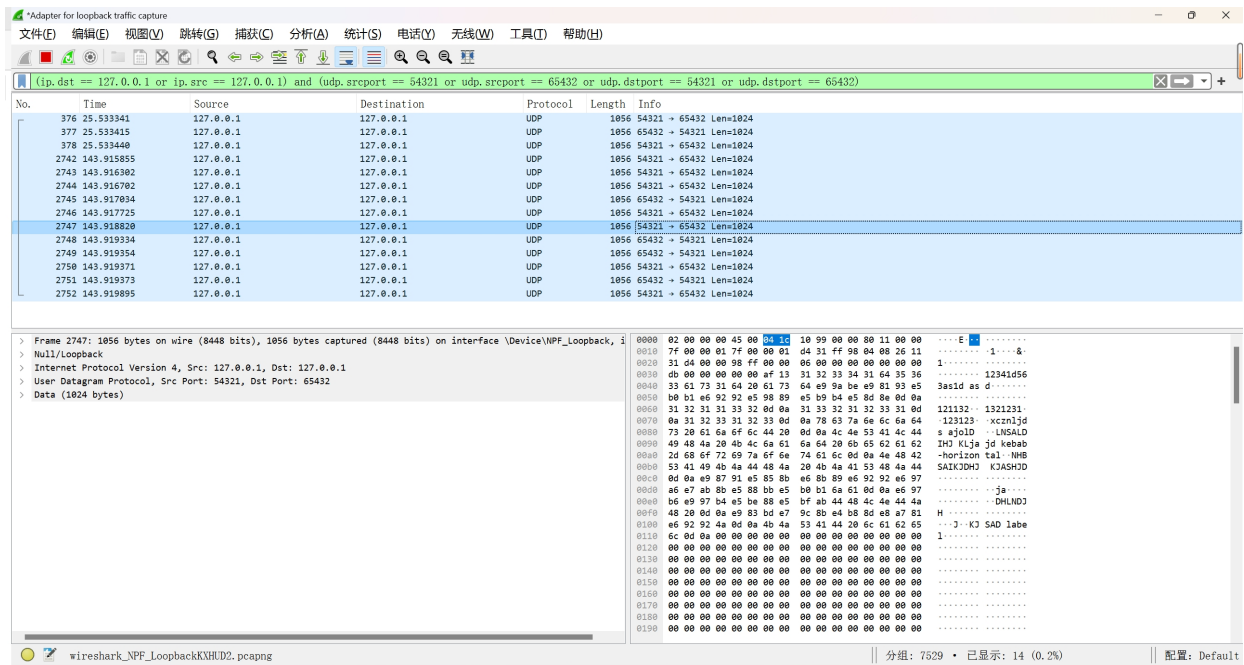 *Adapter for loopback traffic capture
文件(F) 编辑(E) 视图(V) 跳转(G) 捕获(C) 分析(A) 统计(S) 电话(Y) 无线(W) 工具(T) 帮助(H)
(ip.dst == 127.0.0.1 or ip.src == 127.0.0.1) and (udp.srcport == 54321 or udp.srcport == 65432 or udp.dstport == 54321 or udp.dstport == 65432)
No. Time Source Destination Protocol Length Info
376 25.533341 127.0.0.1 127.0.0.1 UDP 1056 54321 → 65432 Len=1024
377 25.533415 127.0.0.1 127.0.0.1 UDP 1056 65432 → 54321 Len=1024
378 25.533440 127.0.0.1 127.0.0.1 UDP 1056 54321 → 65432 Len=1024
2742 143.915855 127.0.0.1 127.0.0.1 UDP 1056 54321 → 65432 Len=1024
2743 143.916302 127.0.0.1 127.0.0.1 UDP 1056 54321 → 65432 Len=1024
2744 143.916702 127.0.0.1 127.0.0.1 UDP 1056 54321 → 65432 Len=1024
2745 143.917034 127.0.0.1 127.0.0.1 UDP 1056 65432 → 54321 Len=1024
2746 143.917725 127.0.0.1 127.0.0.1 UDP 1056 54321 → 65432 Len=1024
2747 143.918820 127.0.0.1 127.0.0.1 UDP 1056 54321 → 65432 Len=1024
2748 143.919334 127.0.0.1 127.0.0.1 UDP 1056 65432 → 54321 Len=1024
2749 143.919354 127.0.0.1 127.0.0.1 UDP 1056 65432 → 54321 Len=1024
2750 143.919371 127.0.0.1 127.0.0.1 UDP 1056 54321 → 65432 Len=1024
2751 143.919373 127.0.0.1 127.0.0.1 UDP 1056 65432 → 54321 Len=1024
2752 143.919895 127.0.0.1 127.0.0.1 UDP 1056 54321 → 65432 Len=1024
Frame 2747: 1056 bytes on wire (8448 bits), 1056 bytes captured (8448 bits) on interface \Device\NPF_Loopback, i
Null/Loopback
Internet Protocol Version 4, Src: 127.0.0.1, Dst: 127.0.0.1
User Datagram Protocol, Src Port: 54321, Dst Port: 65432
Data (1024 bytes)
0000 02 00 00 00 45 00 04 1c 10 99 00 00 80 11 00 00 ····E··· ········
0010 7f 00 00 01 7f 00 00 01 d4 31 ff 98 04 08 26 11 ········ ·1····&·
0020 31 d4 00 00 98 ff 00 00 06 00 00 00 00 00 00 00 1······· ········
0030 db 00 00 00 00 00 af 13 31 32 33 34 31 64 35 36 ········ 12341d56
0040 33 61 73 31 64 20 61 73 64 e9 9a be e9 81 93 e5 3as1d as d·······
0050 b0 b1 e6 92 92 e5 98 89 e5 b9 b4 e5 8d 8e 0d 0a ········ ········
0060 31 32 31 31 33 32 0d 0a 31 33 32 31 32 33 31 0d 121132·· 1321231·
0070 0a 31 32 33 31 32 33 0d 0a 78 63 7a 6e 6c 6a 64 ·123123· ·xcznljd
0080 73 20 61 6a 6f 6c 44 20 0d 0a 4c 4e 53 41 4c 44 s ajolD ··LNSALD
0090 49 48 4a 20 4b 4c 6a 61 6a 64 20 6b 65 62 61 62 IHJ KLja jd kebab
00a0 2d 68 6f 72 69 7a 6f 6e 74 61 6c 0d 0a 4e 48 42 -horizon tal··NHB
00b0 53 41 49 4b 4a 44 48 4a 20 4b 4a 41 53 48 4a 44 SAIKJDHJ KJASHJD
00c0 0d 0a e9 87 91 e5 85 8b e6 8b 89 e6 92 92 e6 97 ········ ········
00d0 a6 e7 ab 8b e5 88 bb e5 b0 b1 6a 61 0d 0a e6 97 ········ ··ja····
00e0 b6 e9 97 b4 e5 be 88 e5 bf ab 44 48 4c 4e 44 4a ········ ··DHLNDJ
00f0 48 20 0d 0a e9 83 bd e7 9c 8b e4 b8 8d e8 a7 81 H ······ ········
0100 e6 92 92 4a 0d 0a 4b 4a 53 41 44 20 6c 61 62 65 ···J··KJ SAD labe
0110 6c 0d 0a 00 00 00 00 00 00 00 00 00 00 00 00 00 l······· ········
0120 00 00 00 00 00 00 00 00 00 00 00 00 00 00 00 00 ········ ········
0130 00 00 00 00 00 00 00 00 00 00 00 00 00 00 00 00 ········ ········
0140 00 00 00 00 00 00 00 00 00 00 00 00 00 00 00 00 ········ ········
0150 00 00 00 00 00 00 00 00 00 00 00 00 00 00 00 00 ········ ········
0160 00 00 00 00 00 00 00 00 00 00 00 00 00 00 00 00 ········ ········
0170 00 00 00 00 00 00 00 00 00 00 00 00 00 00 00 00 ········ ········
0180 00 00 00 00 00 00 00 00 00 00 00 00 00 00 00 00 ········ ········
0190 00 00 00 00 00 00 00 00 00 00 00 00 00 00 00 00 ········ ········
wireshark_NPF_LoopbackKXHUD2.pcapng 分组: 7529 • 已显示: 14 (0.2%) 配置: Default